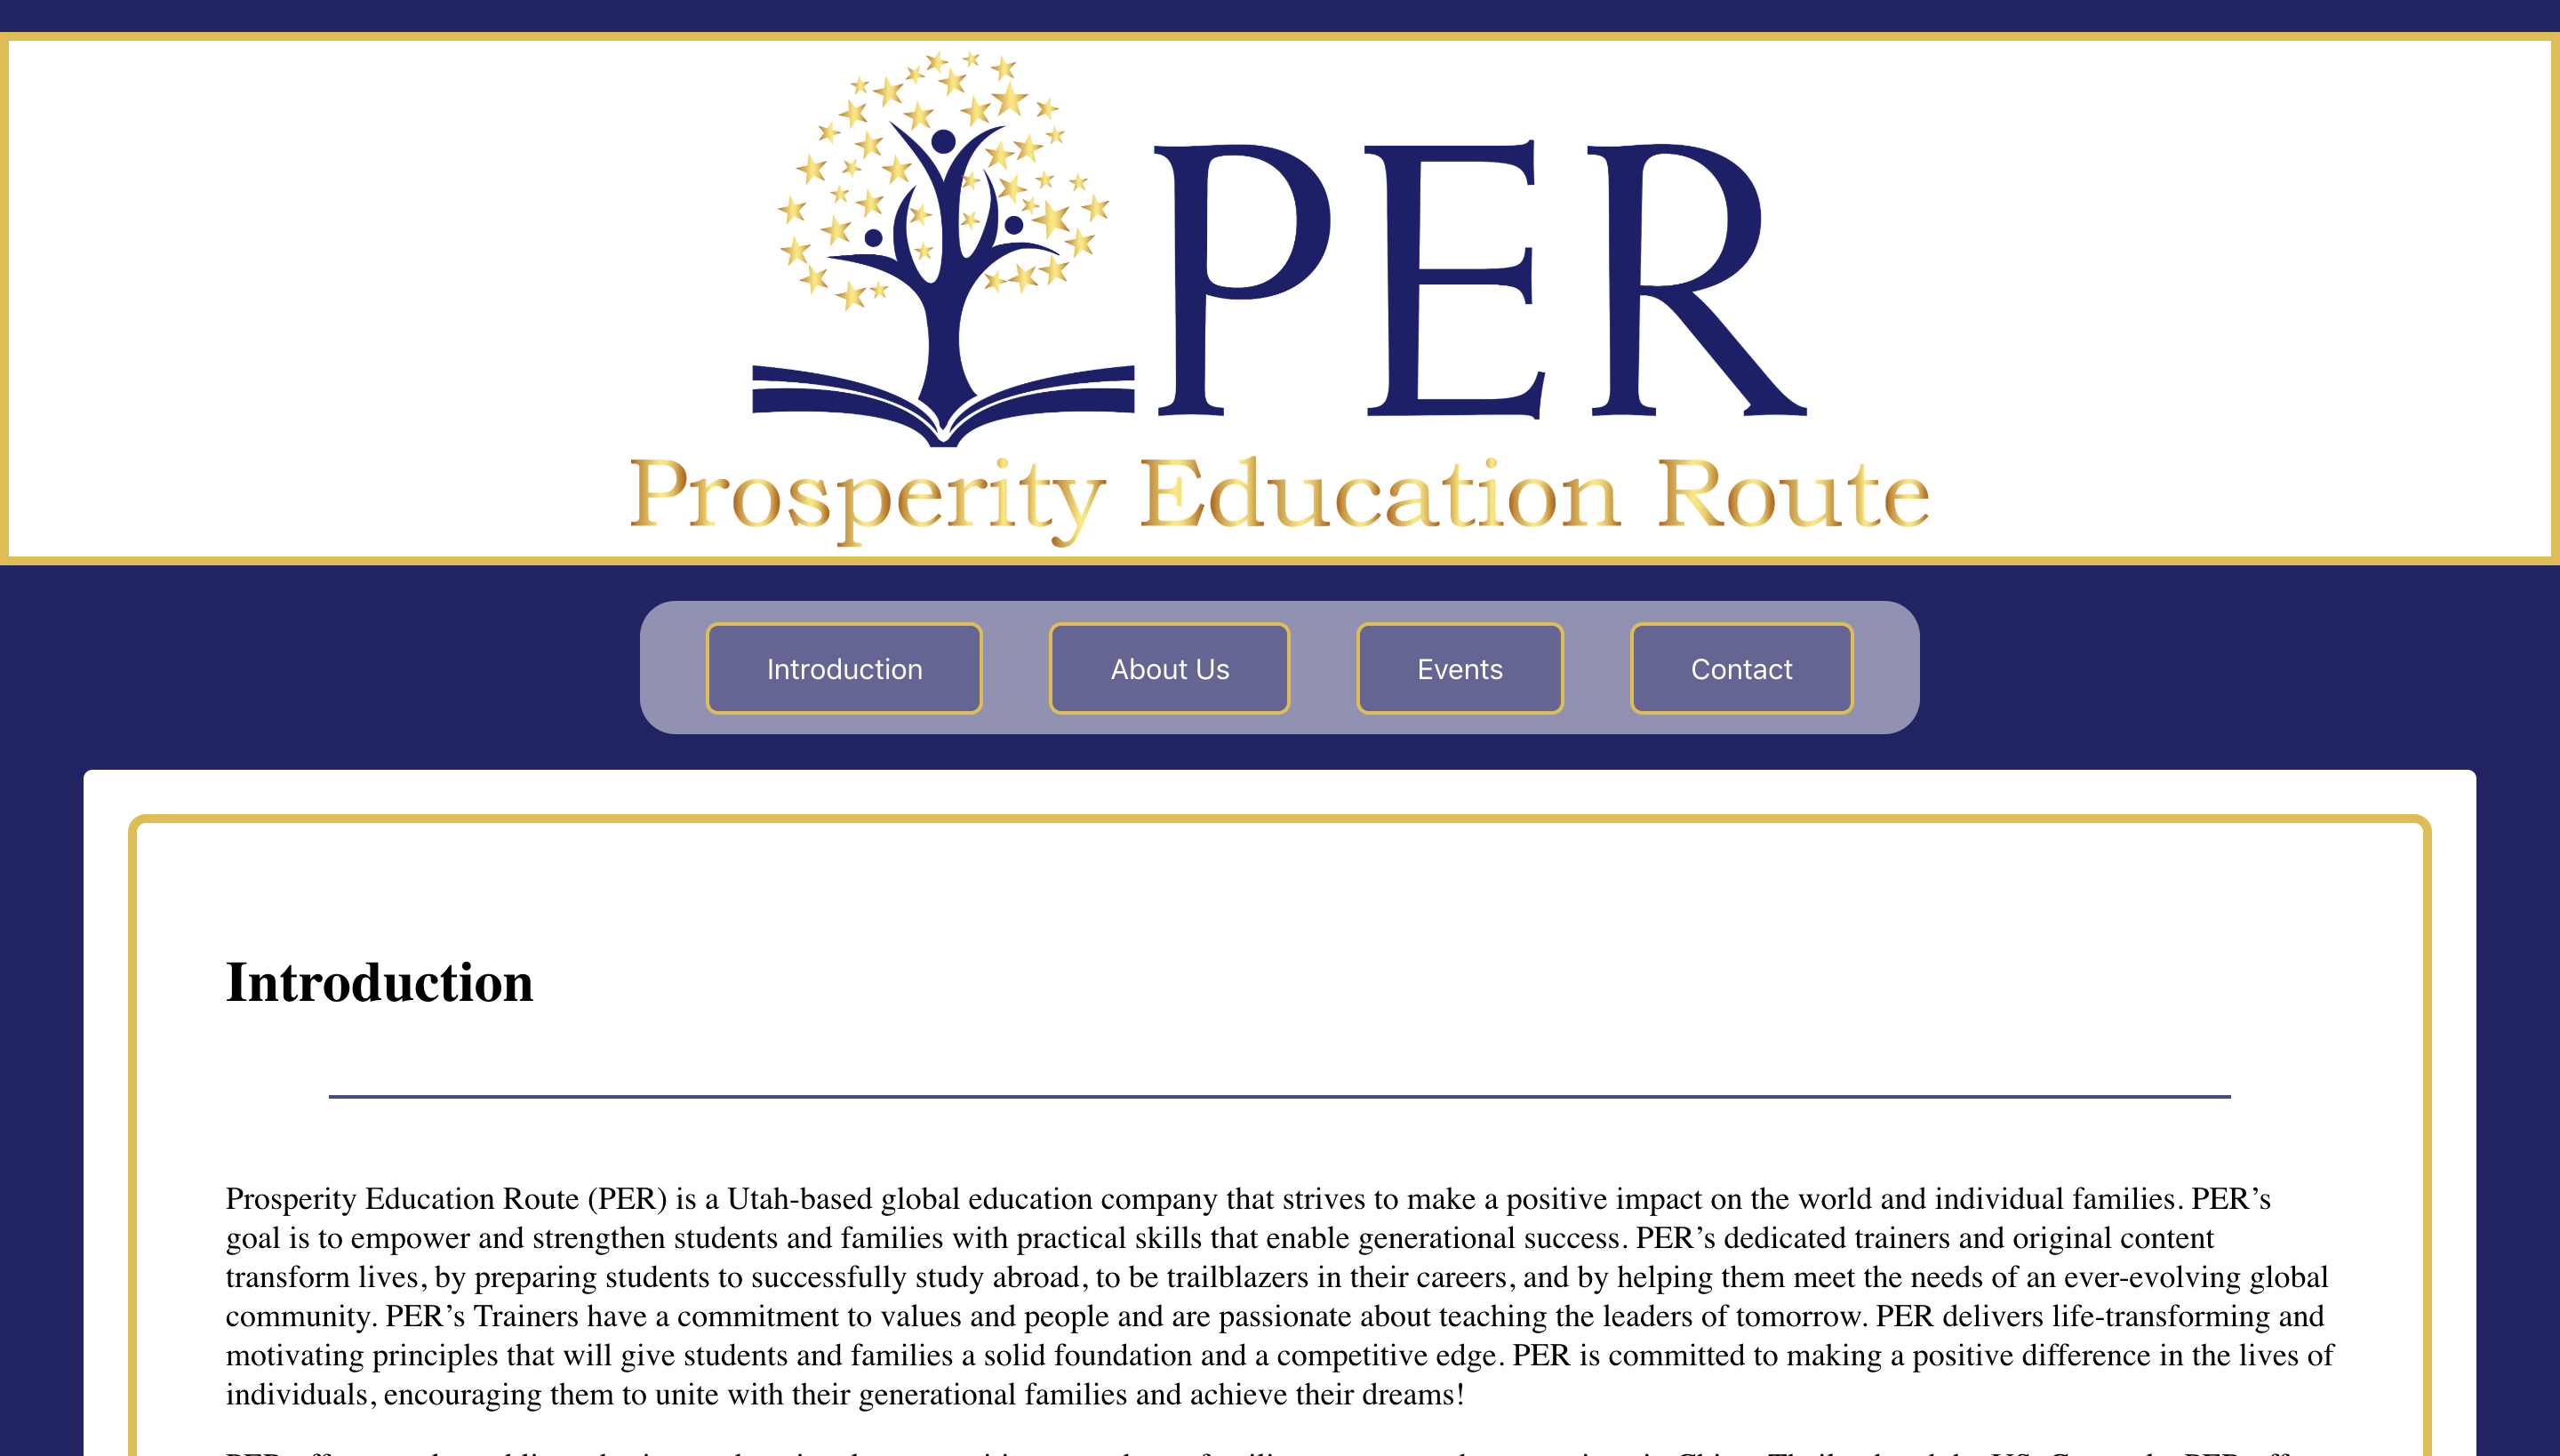 PER
Prosperity Education Route
Introduction
About Us
Events
Contact
Introduction
Prosperity Education Route (PER) is a Utah-based global education company that strives to make a positive impact on the world and individual families. PER’s
goal is to empower and strengthen students and families with practical skills that enable generational success. PER’s dedicated trainers and original content
transform lives, by preparing students to successfully study abroad, to be trailblazers in their careers, and by helping them meet the needs of an ever-evolving global
community. PER’s Trainers have a commitment to values and people and are passionate about teaching the leaders of tomorrow. PER delivers life-transforming and
motivating principles that will give students and families a solid foundation and a competitive edge. PER is committed to making a positive difference in the lives of
individuals, encouraging them to unite with their generational families and achieve their dreams!